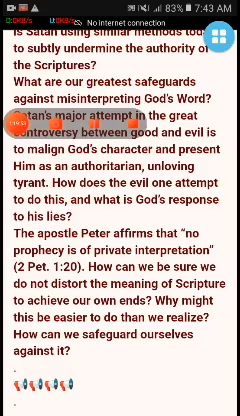 0KB/s U:0KB/s 83% 7:43 AM
No internet connection
is Satan using similar methods
to subtly undermine the authority of
the Scriptures?
What are our greatest safeguards
against misinterpreting God's Word?
Satan's major attempt in the great
controversy between good and evil is
to malign God's character and present
Him as an authoritarian, unloving
tyrant. How does the evil one attempt
to do this, and what is God's response
to his lies?
The apostle Peter affirms that "no
prophecy is of private interpretation"
(2 Pet. 1:20). How can we be sure we
do not distort the meaning of Scripture
to achieve our own ends? Why might
this be easier to do than we realize?
How can we safeguard ourselves
against it?
.
.